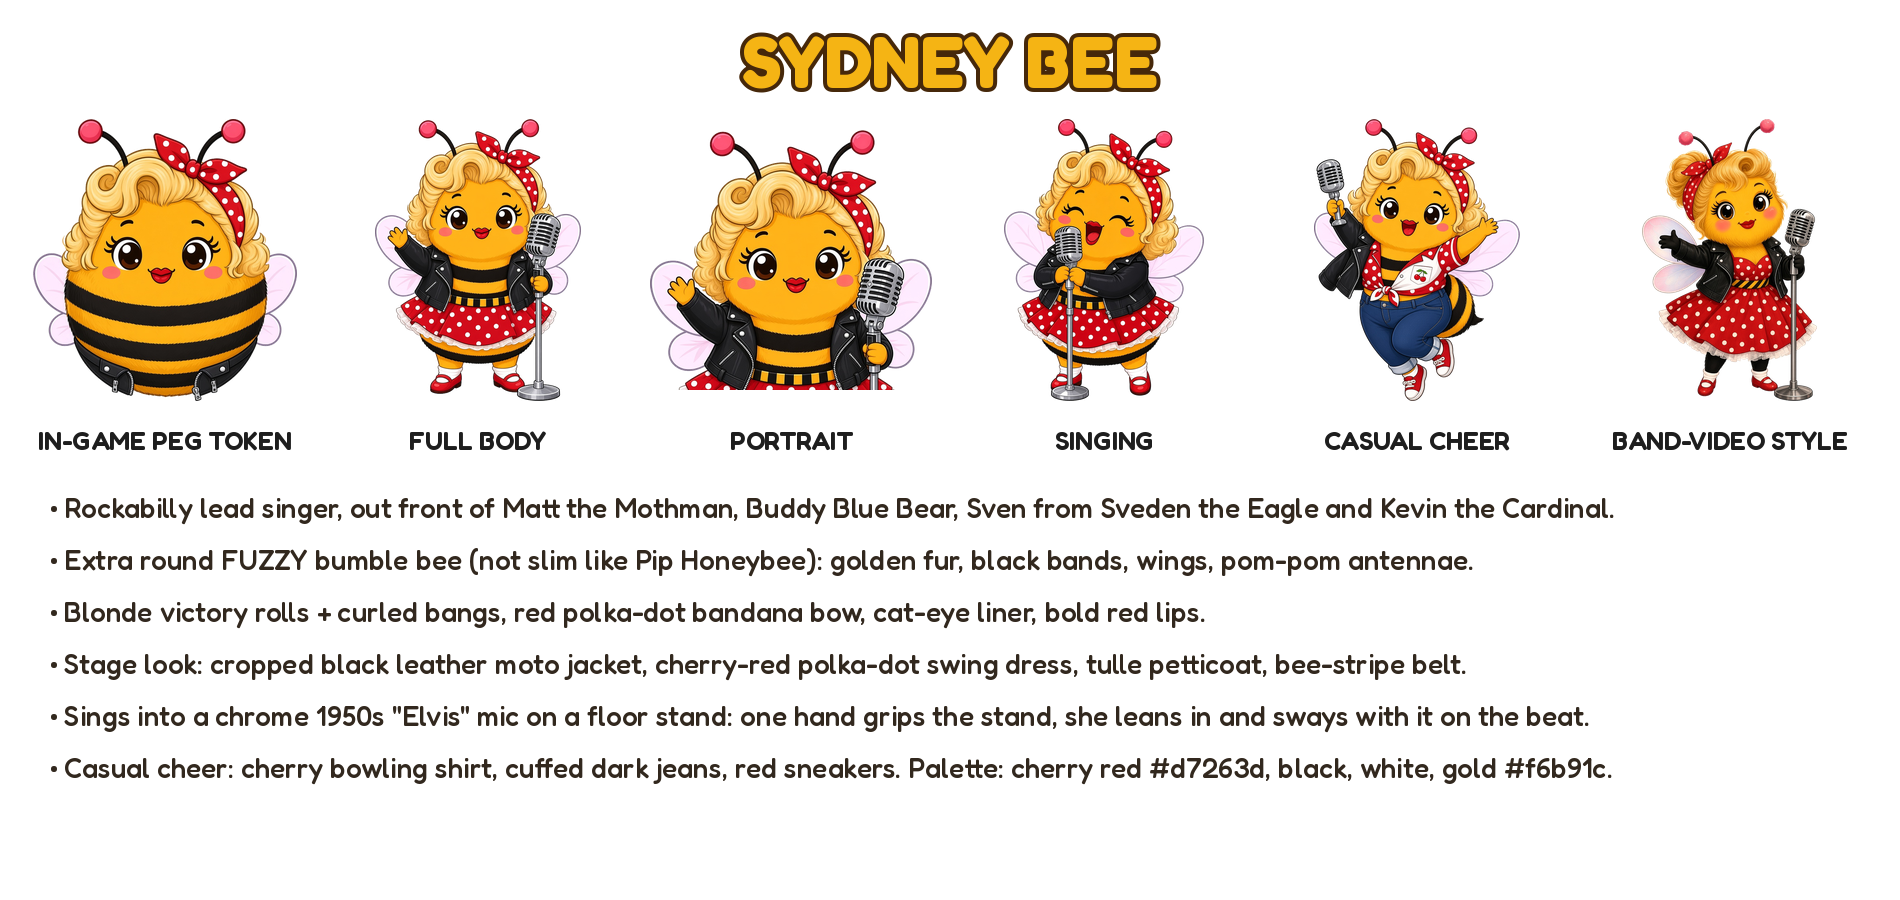 SYDNEY BEE
IN-GAME PEG TOKEN
FULL BODY
PORTRAIT
SINGING
CASUAL CHEER
BAND-VIDEO STYLE
• Rockabilly lead singer, out front of Matt the Mothman, Buddy Blue Bear, Sven from Sveden the Eagle and Kevin the Cardinal.
• Extra round FUZZY bumble bee (not slim like Pip Honeybee): golden fur, black bands, wings, pom-pom antennae.
• Blonde victory rolls + curled bangs, red polka-dot bandana bow, cat-eye liner, bold red lips.
• Stage look: cropped black leather moto jacket, cherry-red polka-dot swing dress, tulle petticoat, bee-stripe belt.
• Sings into a chrome 1950s "Elvis" mic on a floor stand: one hand grips the stand, she leans in and sways with it on the beat.
• Casual cheer: cherry bowling shirt, cuffed dark jeans, red sneakers. Palette: cherry red #d7263d, black, white, gold #f6b91c.